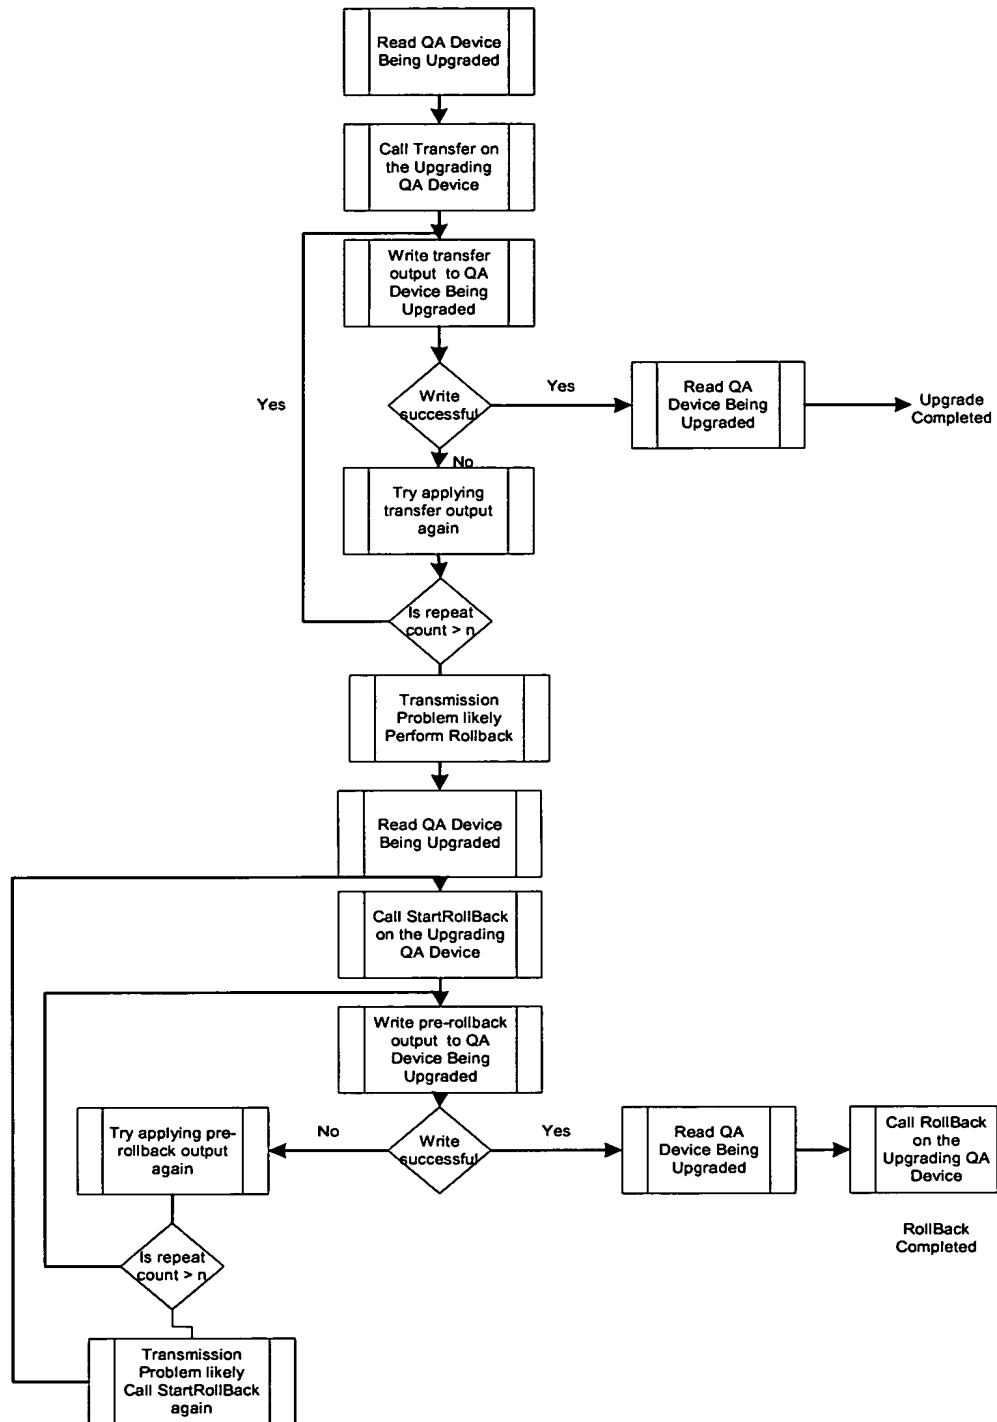 Read QA Device
Being Upgraded
Call Transfer on
the Upgrading
QA Device
Write transfer
output to QA
Device Being
Upgraded
Yes
Write
successful
Yes
Read QA
Device Being
Upgraded
Upgrade
Completed
No
Try applying
transfer output
again
Is repeat
count > n
Transmission
Problem likely
Perform Rollback
Read QA Device
Being Upgraded
Call StartRollBack
on the Upgrading
QA Device
Write pre-rollback
output to QA
Device Being
Upgraded
Try applying pre-
rollback output
again
No
Write
successful
Yes
Read QA
Device Being
Upgraded
Call RollBack
on the
Upgrading QA
Device
RollBack
Completed
Is repeat
count > n
Transmission
Problem likely
Call StartRollBack
again